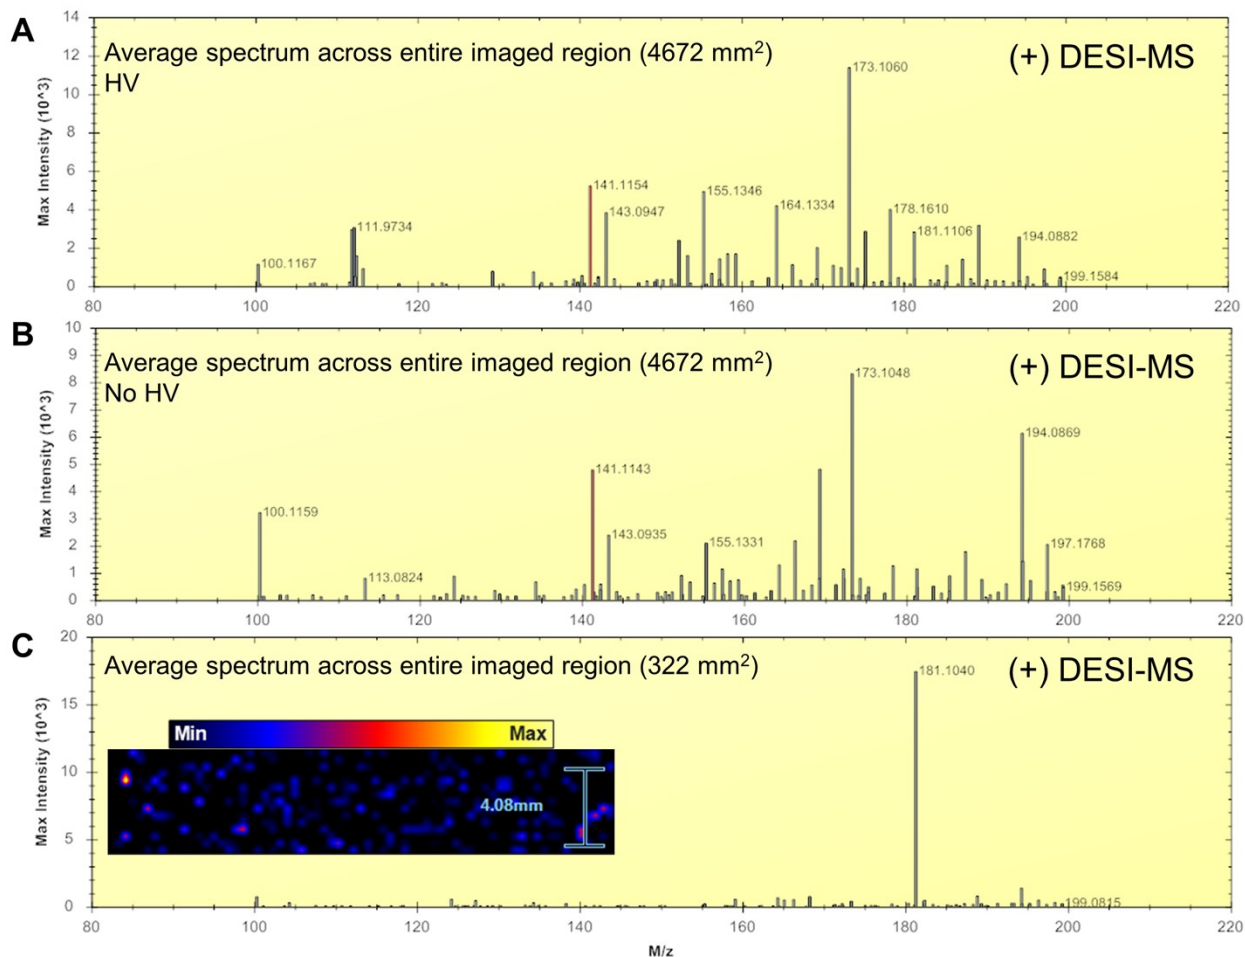 A
Average spectrum across entire imaged region (4672 mm²)
HV
(+) DESI-MS
Max Intensity (10^3)
14
12
10
8
6
4
2
0
100.1167
111.9734
141.1154
143.0947
155.1346
164.1334
173.1060
178.1610
181.1106
194.0882
199.1584
80 100 120 140 160 180 200 220
B
Average spectrum across entire imaged region (4672 mm²)
No HV
(+) DESI-MS
Max Intensity (10^3)
10
9
8
7
6
5
4
3
2
1
0
100.1159
113.0824
141.1143
143.0935
155.1331
173.1048
194.0869
197.1768
199.1569
80 100 120 140 160 180 200 220
C
Average spectrum across entire imaged region (322 mm²)
(+) DESI-MS
Max Intensity (10^3)
20
15
10
5
0
Min Max
4.08mm
181.1040
199.0815
80 100 120 140 160 180 200 220
M/z